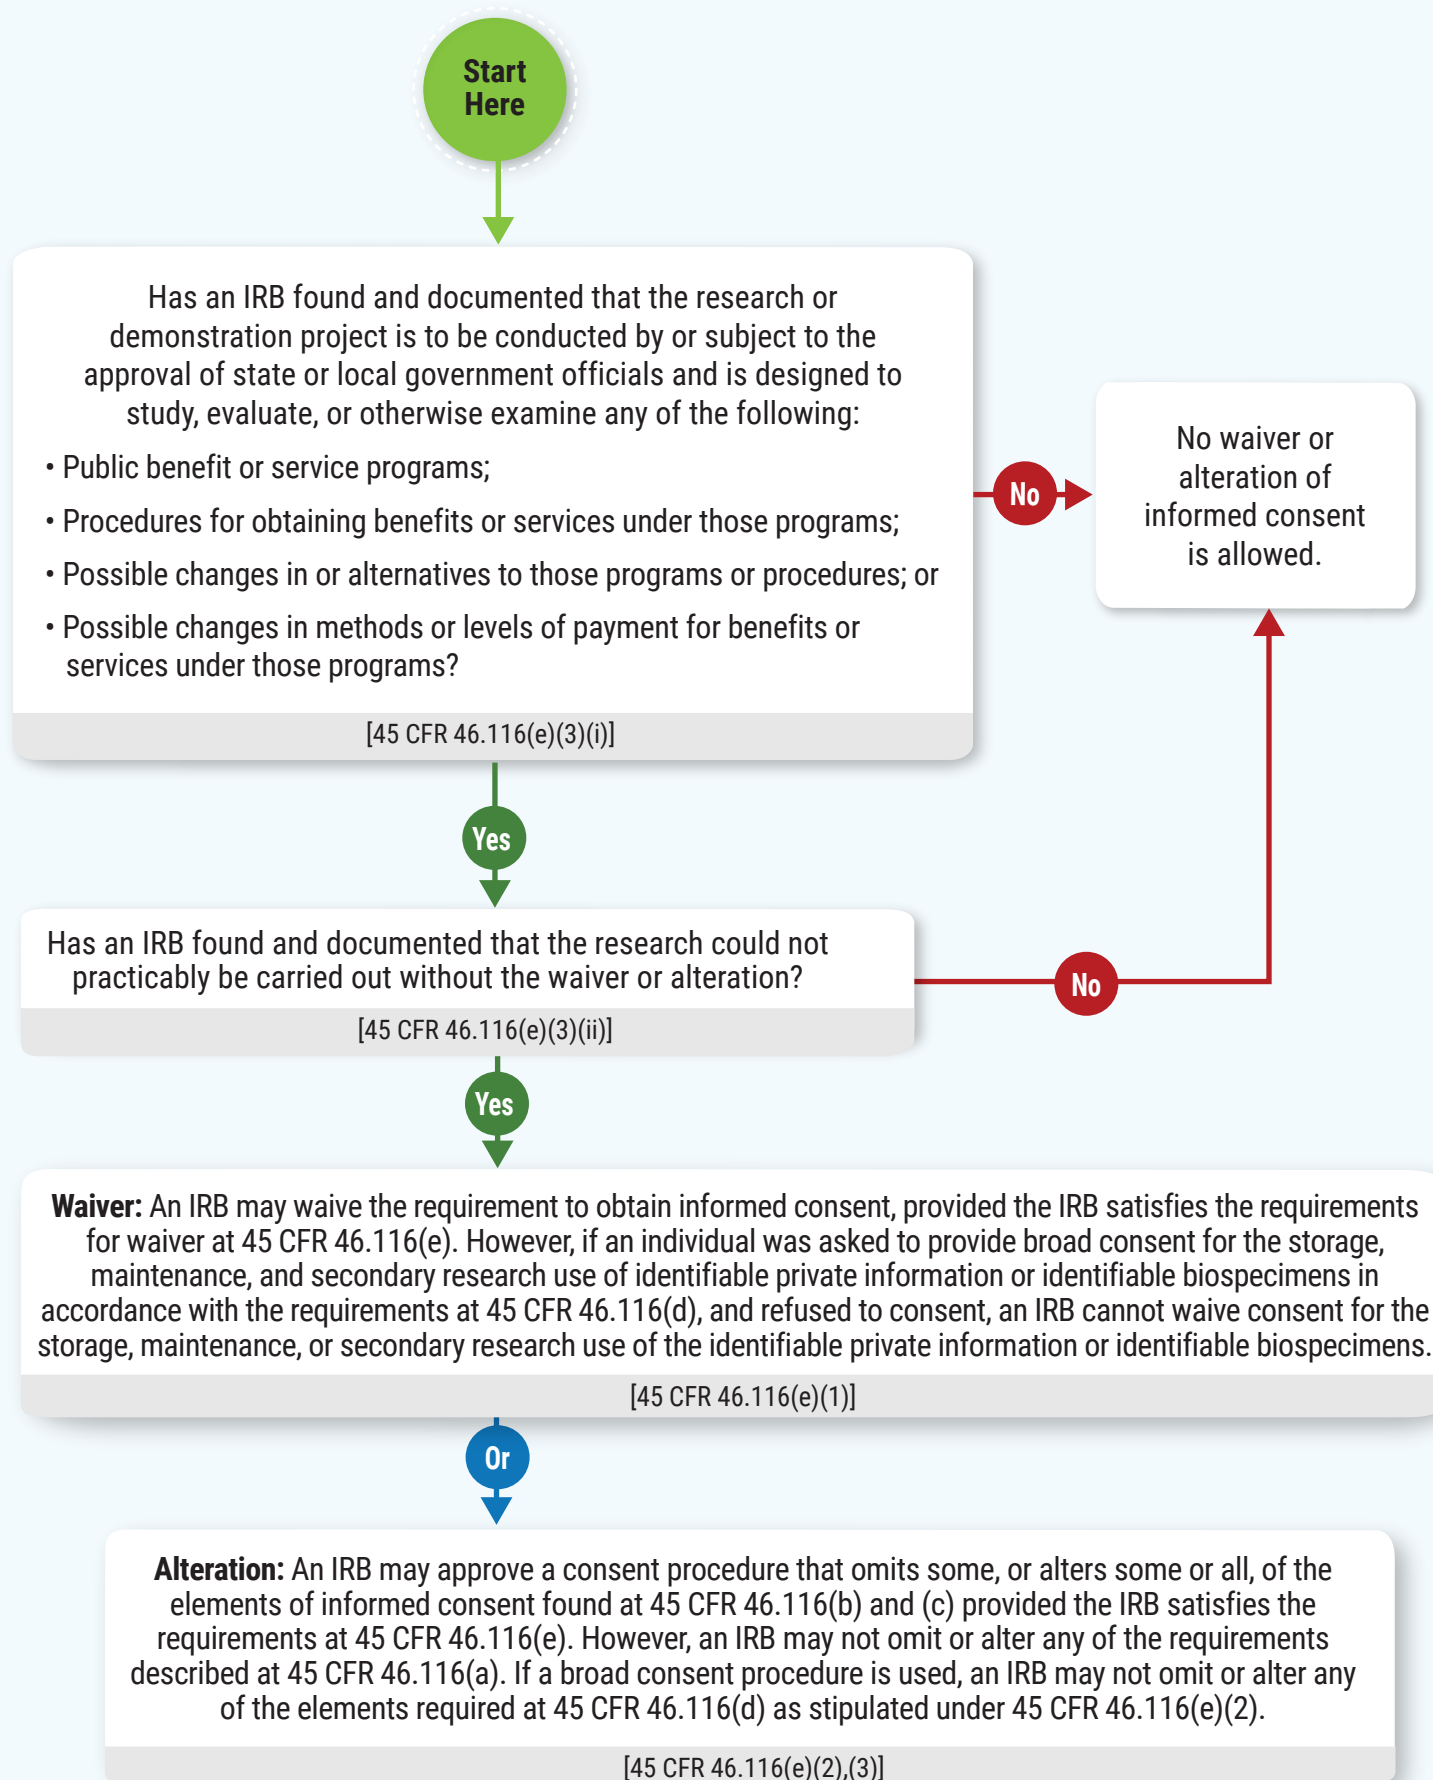 Start
Here
Has an IRB found and documented that the research or
demonstration project is to be conducted by or subject to the
approval of state or local government officials and is designed to
study, evaluate, or otherwise examine any of the following:
• Public benefit or service programs;
• Procedures for obtaining benefits or services under those programs;
• Possible changes in or alternatives to those programs or procedures; or
• Possible changes in methods or levels of payment for benefits or
services under those programs?
[45 CFR 46.116(e)(3)(i)]
No
No waiver or
alteration of
informed consent
is allowed.
Yes
Has an IRB found and documented that the research could not
practicably be carried out without the waiver or alteration?
[45 CFR 46.116(e)(3)(ii)]
No
Yes
Waiver: An IRB may waive the requirement to obtain informed consent, provided the IRB satisfies the requirements
for waiver at 45 CFR 46.116(e). However, if an individual was asked to provide broad consent for the storage,
maintenance, and secondary research use of identifiable private information or identifiable biospecimens in
accordance with the requirements at 45 CFR 46.116(d), and refused to consent, an IRB cannot waive consent for the
storage, maintenance, or secondary research use of the identifiable private information or identifiable biospecimens.
[45 CFR 46.116(e)(1)]
Or
Alteration: An IRB may approve a consent procedure that omits some, or alters some or all, of the
elements of informed consent found at 45 CFR 46.116(b) and (c) provided the IRB satisfies the
requirements at 45 CFR 46.116(e). However, an IRB may not omit or alter any of the requirements
described at 45 CFR 46.116(a). If a broad consent procedure is used, an IRB may not omit or alter any
of the elements required at 45 CFR 46.116(d) as stipulated under 45 CFR 46.116(e)(2).
[45 CFR 46.116(e)(2),(3)]